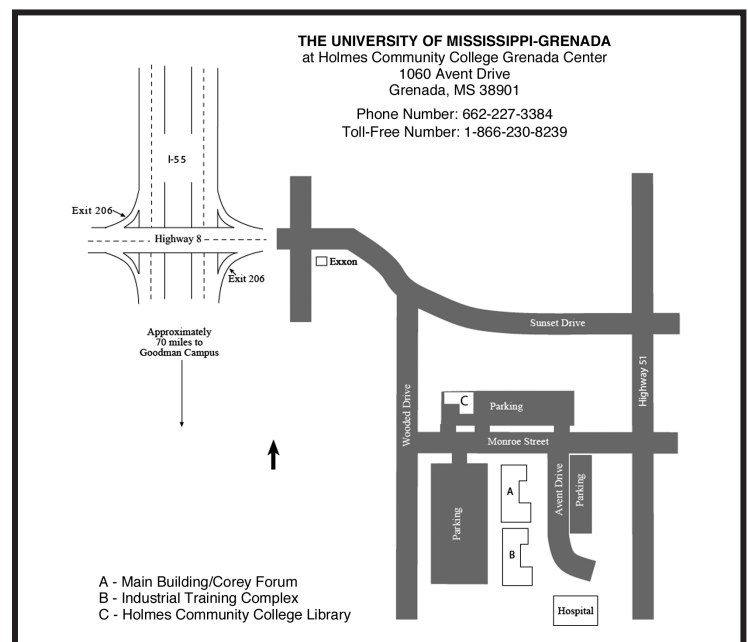 THE UNIVERSITY OF MISSISSIPPI-GRENADA
at Holmes Community College Grenada Center
1060 Avent Drive
Grenada, MS 38901
Phone Number: 662-227-3384
Toll-Free Number: 1-866-230-8239
I-55
Exit 206
Highway 8
Exxon
Exit 206
Sunset Drive
Approximately
70 miles to
Goodman Campus
Highway 51
Wooded Drive
C
Parking
Monroe Street
Parking
A
Avent Drive
Parking
B
A - Main Building/Corey Forum
B - Industrial Training Complex
C - Holmes Community College Library
Hospital